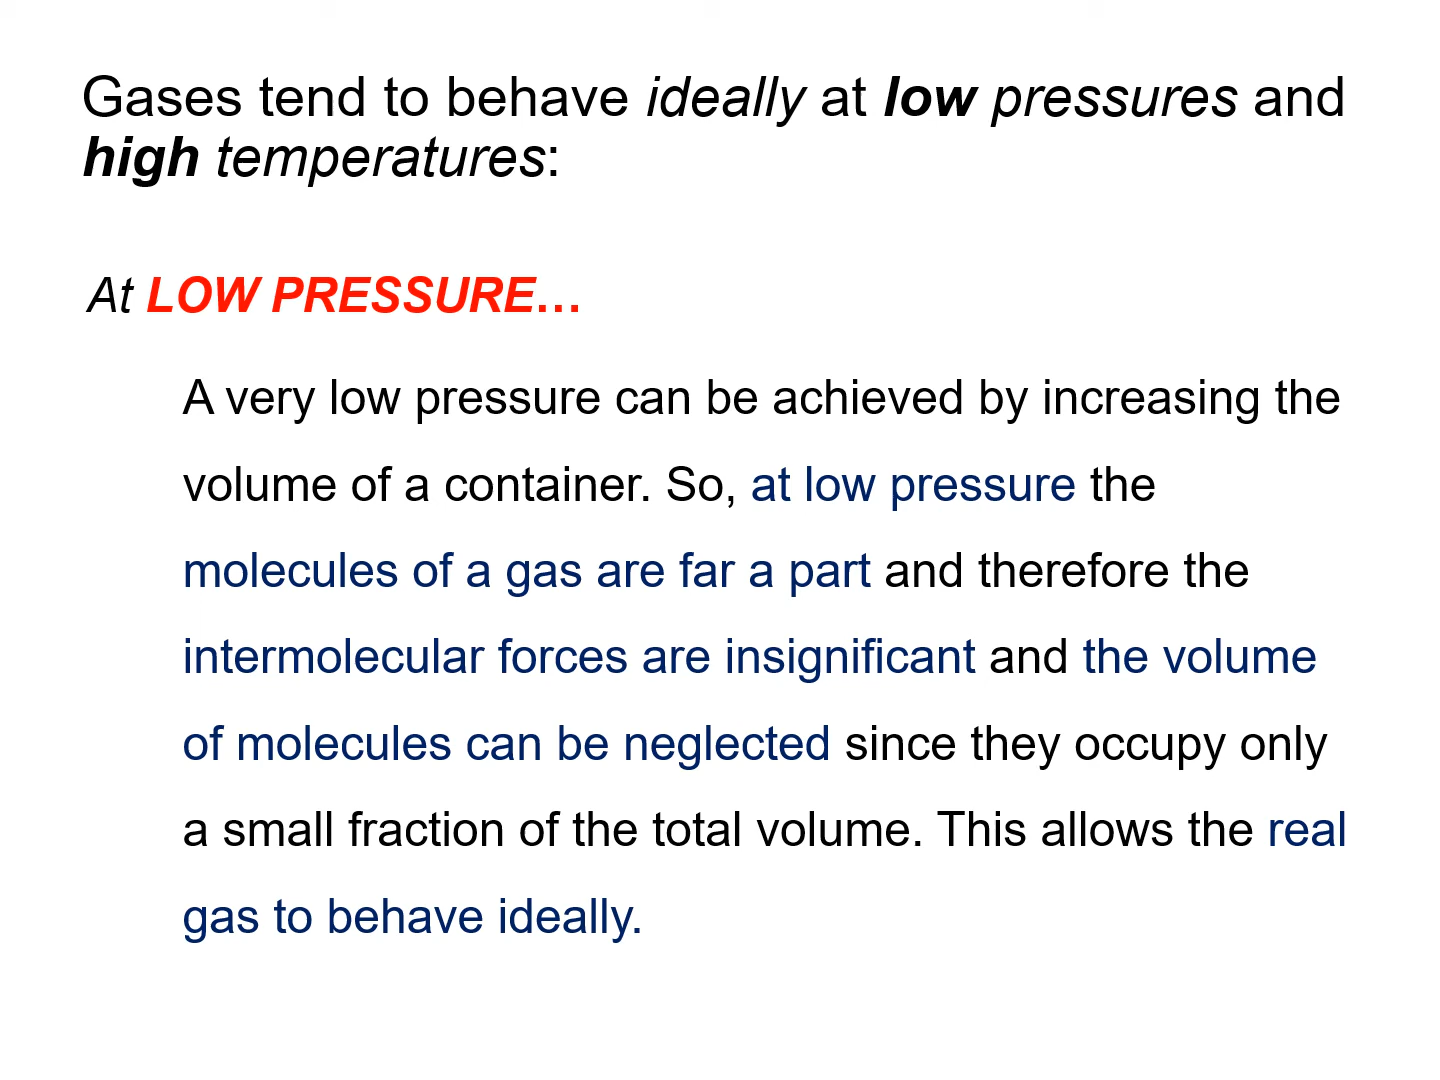 Gases tend to behave ideally at low pressures and
high temperatures:
At LOW PRESSURE...
A very low pressure can be achieved by increasing the
volume of a container. So, at low pressure the
molecules of a gas are far a part and therefore the
intermolecular forces are insignificant and the volume
of molecules can be neglected since they occupy only
a small fraction of the total volume. This allows the real
gas to behave ideally.